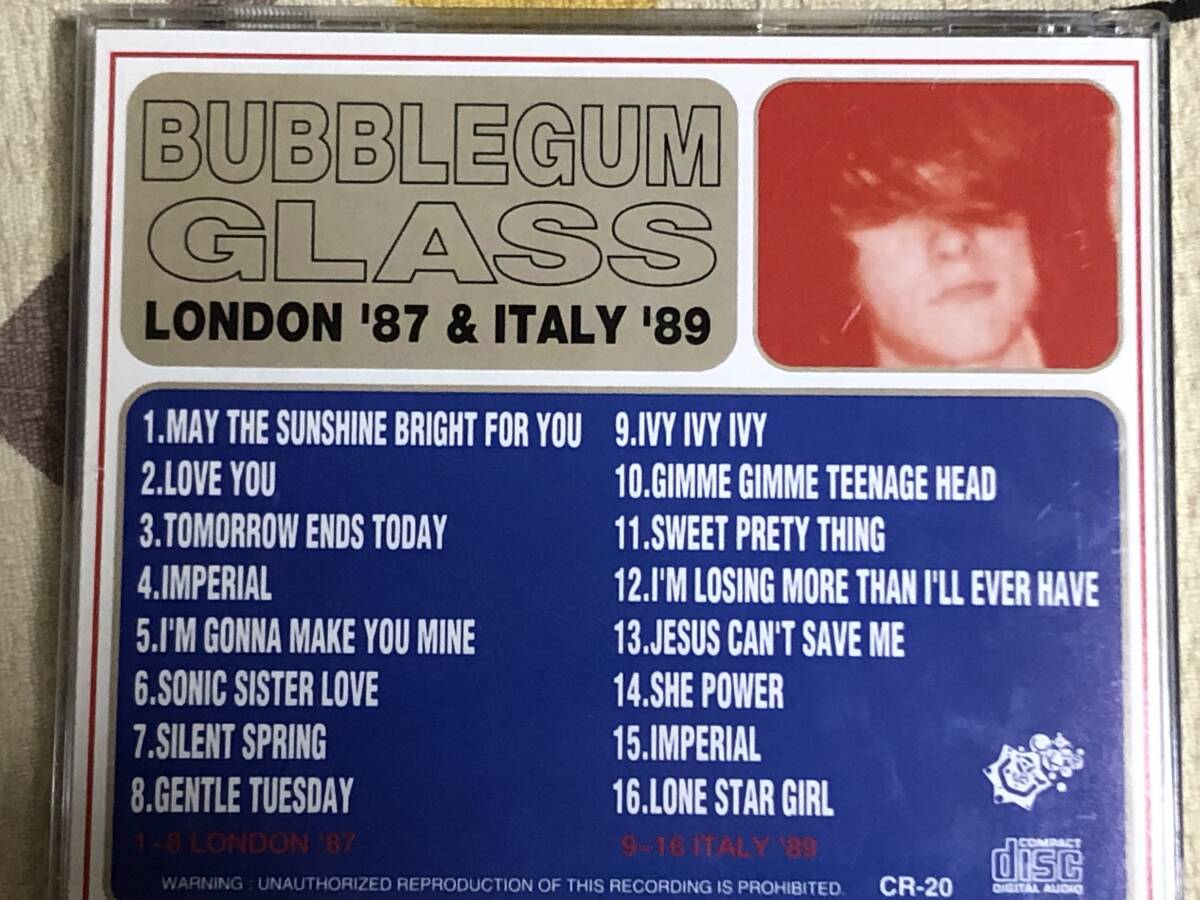 BUBBLEGUM
GLASS
LONDON '87 & ITALY '89
1.MAY THE SUNSHINE BRIGHT FOR YOU
2.LOVE YOU
3.TOMORROW ENDS TODAY
4.IMPERIAL
5.I'M GONNA MAKE YOU MINE
6.SONIC SISTER LOVE
7.SILENT SPRING
8.GENTLE TUESDAY
1~8 LONDON '87
9.IVY IVY IVY
10.GIMME GIMME TEENAGE HEAD
11.SWEET PRETY THING
12.I'M LOSING MORE THAN I'LL EVER HAVE
13.JESUS CAN'T SAVE ME
14.SHE POWER
15.IMPERIAL
16.LONE STAR GIRL
9~16 ITALY '89
WARNING : UNAUTHORIZED REPRODUCTION OF THIS RECORDING IS PROHIBITED.
CR-20
COMPACT
disc
DIGITAL AUDIO